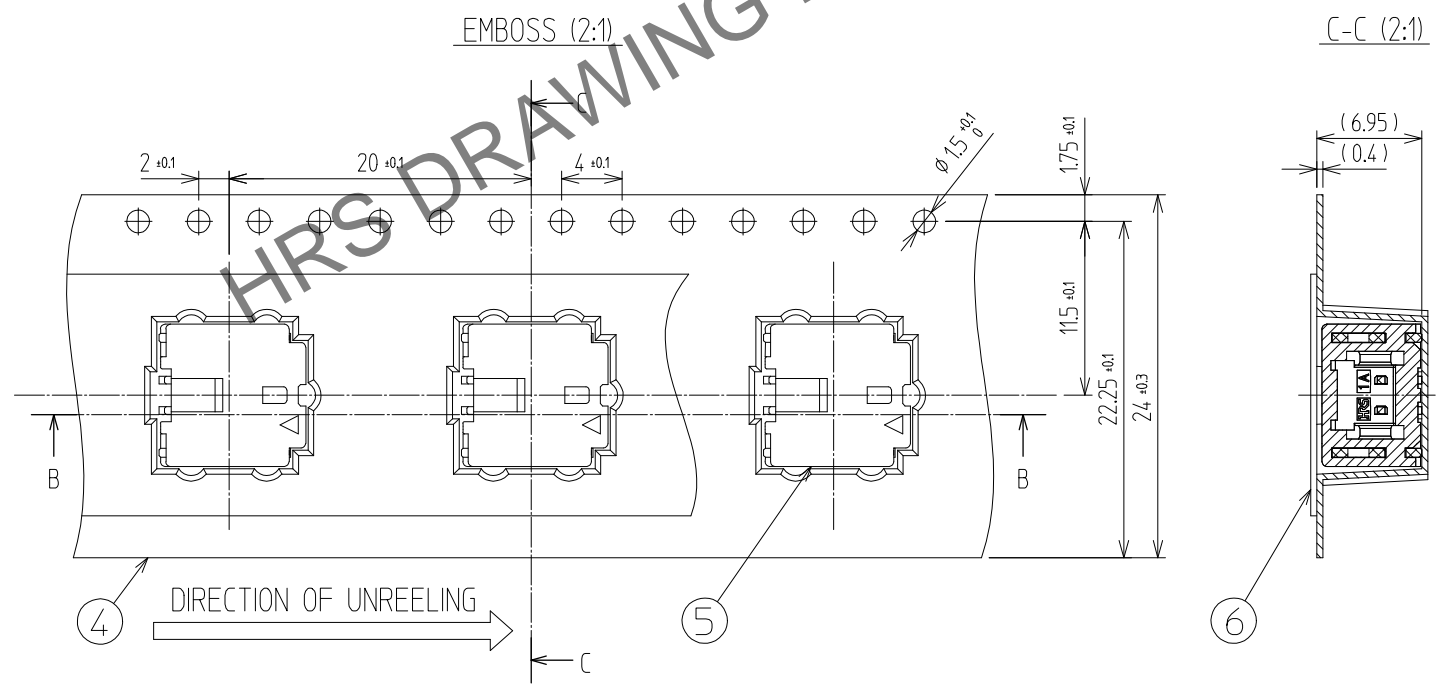 EMBOSS (2:1)
C-C (2:1)
HRS DRAWING
C
2 ±0.1
20 ±0.1
4 ±0.1
ϕ1.5 +0.1 0
1.75 ±0.1
(6.95)
(0.4)
11.5 ±0.1
22.25 ±0.1
24 ±0.3
HRS 1A
B
B
4
DIRECTION OF UNREELING
5
6
C